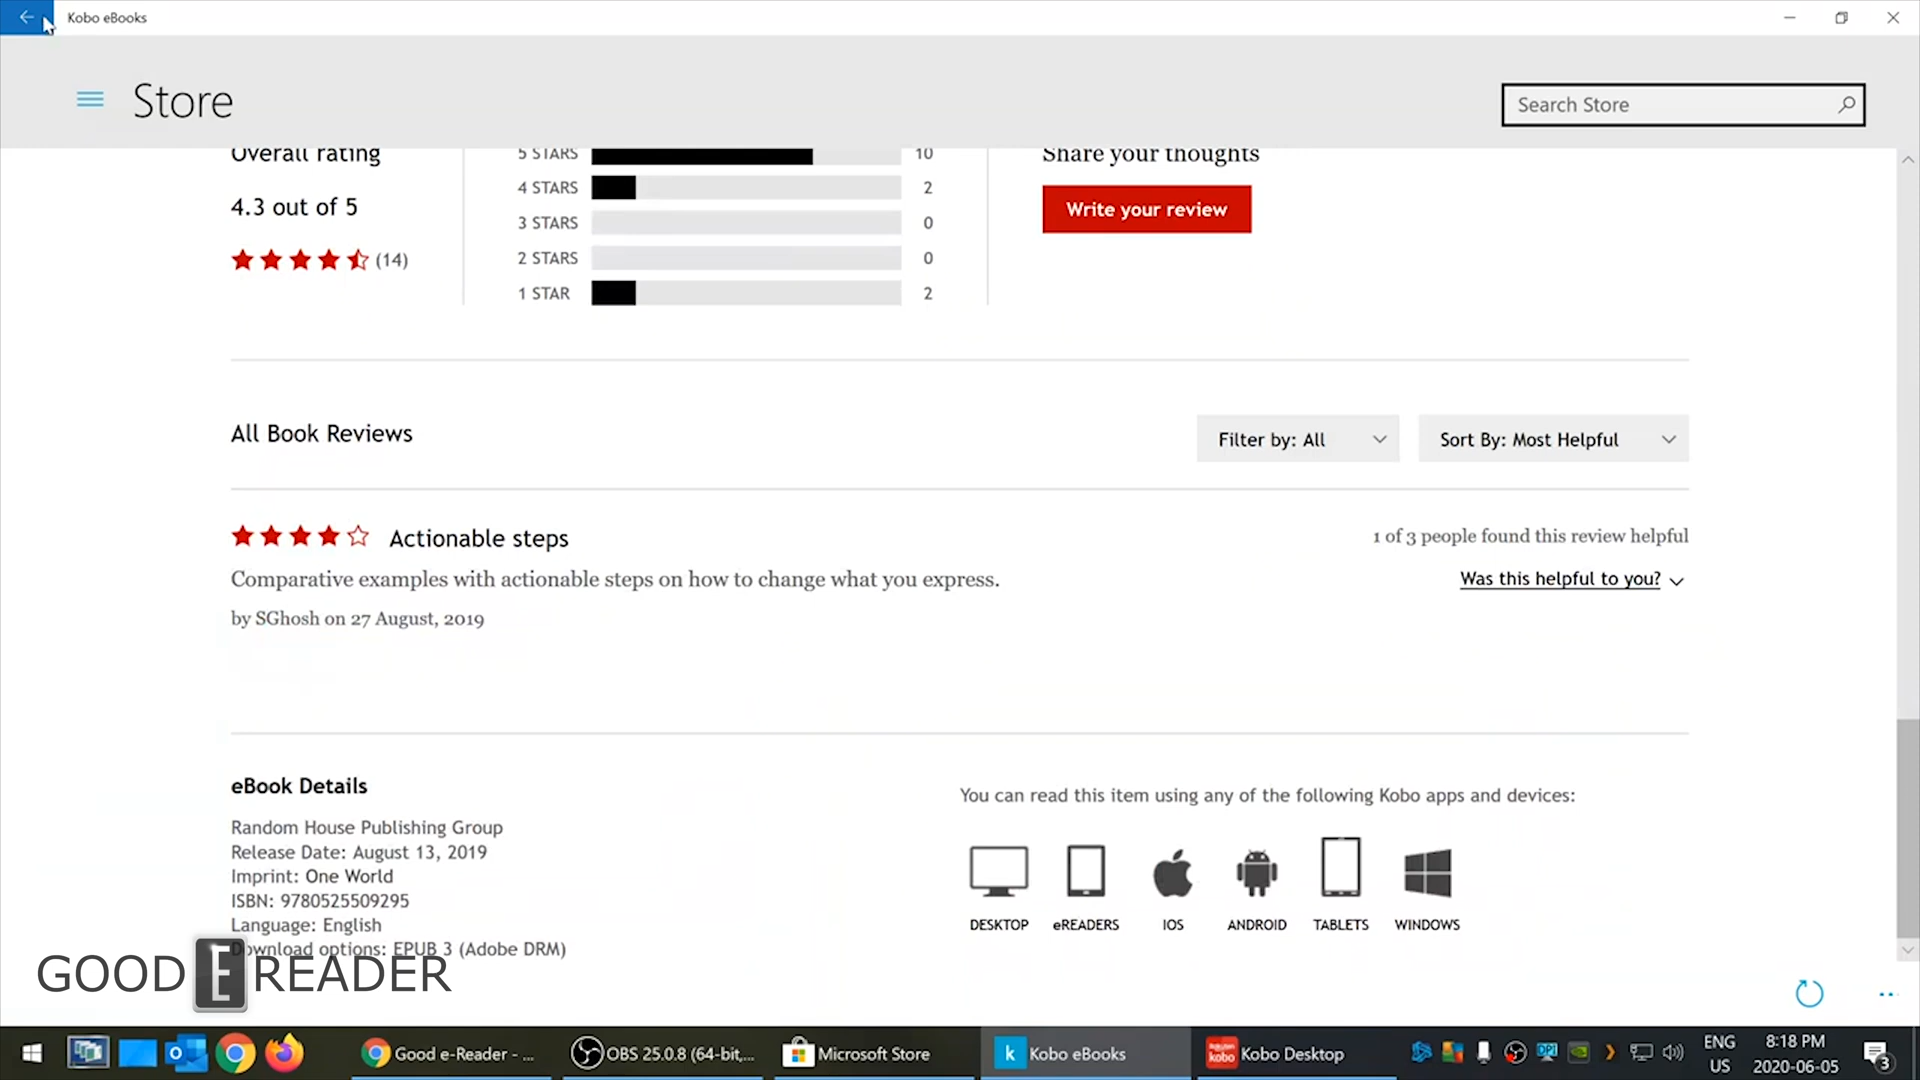 Kobo eBooks
Store
Search Store
Overall rating
4.3 out of 5
(14)
5 STARS 10
4 STARS 2
3 STARS 0
2 STARS 0
1 STAR 2
Share your thoughts
Write your review
All Book Reviews
Filter by: All
Sort By: Most Helpful
Actionable steps
1 of 3 people found this review helpful
Comparative examples with actionable steps on how to change what you express.
Was this helpful to you?
by SGhosh on 27 August, 2019
eBook Details
Random House Publishing Group
Release Date: August 13, 2019
Imprint: One World
ISBN: 9780525509295
Language: English
Download options: EPUB 3 (Adobe DRM)
You can read this item using any of the following Kobo apps and devices:
DESKTOP eREADERS IOS ANDROID TABLETS WINDOWS
GOOD E READER
Good e-Reader - ...
OBS 25.0.8 (64-bit,...
Microsoft Store
k Kobo eBooks
Rakuten kobo Kobo Desktop
DPI
ENG
US
8:18 PM
2020-06-05
3